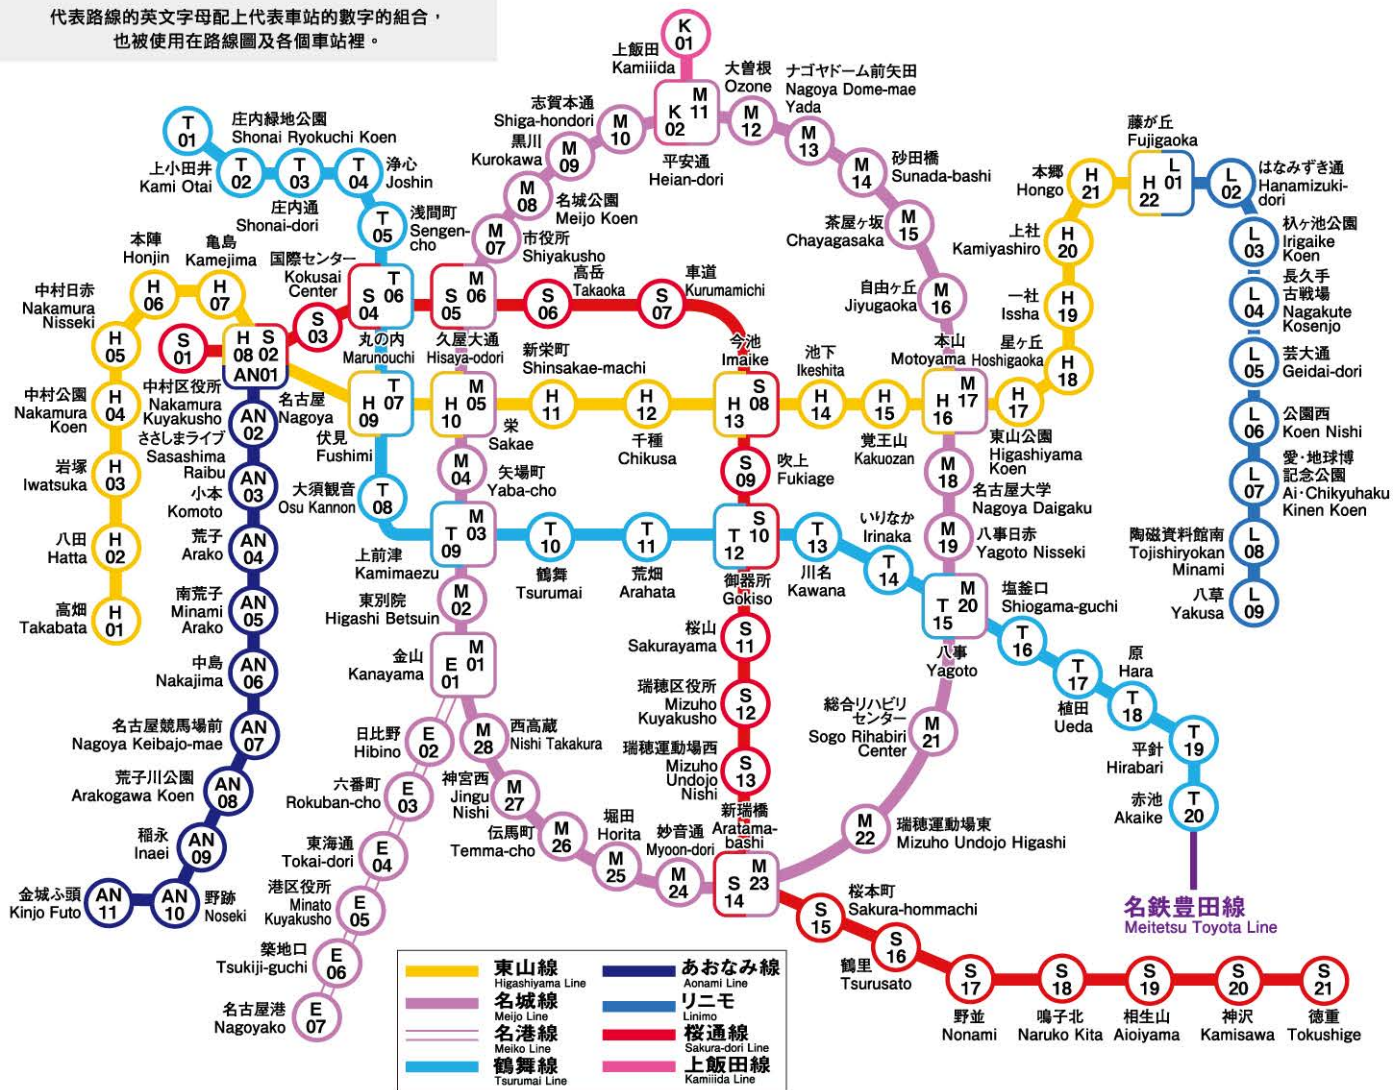 代表路線的英文字母配上代表車站的數字的組合，
也被使用在路線圖及各個車站裡。
K
01
上飯田
Kamiiida
K
02
M
11
平安通
Heian-dori
大曽根
Ozone
M
12
ナゴヤドーム前矢田
Nagoya Dome-mae
Yada
M
13
砂田橋
Sunada-bashi
M
14
茶屋ヶ坂
Chayagasaka
M
15
自由ヶ丘
Jiyugaoka
M
16
本山
Motoyama
H
16
M
17
志賀本通
Shiga-hondori
M
10
黒川
Kurokawa
M
09
名城公園
Meijo Koen
M
08
市役所
Shiyakusho
M
07
久屋大通
Hisaya-odori
S
05
M
06
T
01
上小田井
Kami Otai
庄内緑地公園
Shonai Ryokuchi Koen
T
02
庄内通
Shonai-dori
T
03
浄心
Joshin
T
04
浅間町
Sengen-
cho
T
05
丸の内
Marunouchi
S
04
T
06
国際センター
Kokusai
Center
S
03
S
01
H
08
S
02
AN01
名古屋
Nagoya
亀島
Kamejima
H
07
本陣
Honjin
H
06
中村日赤
Nakamura
Nisseki
H
05
中村公園
Nakamura
Koen
H
04
岩塚
Iwatsuka
H
03
八田
Hatta
H
02
高畑
Takabata
H
01
中村区役所
Nakamura
Kuyakusho
ささしまライブ
Sasashima
Raibu
AN
02
小本
Komoto
AN
03
荒子
Arako
AN
04
南荒子
Minami
Arako
AN
05
中島
Nakajima
AN
06
名古屋競馬場前
Nagoya Keibajo-mae
AN
07
荒子川公園
Arakogawa Koen
AN
08
稲永
Inaei
AN
09
野跡
Noseki
AN
10
金城ふ頭
Kinjo Futo
AN
11
伏見
Fushimi
H
09
T
07
大須観音
Osu Kannon
T
08
栄
Sakae
H
10
M
05
矢場町
Yaba-cho
M
04
上前津
Kamimaezu
T
09
M
03
東別院
Higashi Betsuin
M
02
金山
Kanayama
E
01
M
01
高岳
Takaoka
S
06
車道
Kurumamichi
S
07
今池
Imaike
H
13
S
08
新栄町
Shinsakae-machi
H
11
千種
Chikusa
H
12
池下
Ikeshita
H
14
覚王山
Kakuozan
H
15
東山公園
Higashiyama
Koen
H
17
星ヶ丘
Hoshigaoka
H
18
一社
Issha
H
19
上社
Kamiyashiro
H
20
本郷
Hongo
H
21
藤が丘
Fujigaoka
H
22
L
01
はなみずき通
Hanamizuki-
dori
L
02
杁ヶ池公園
Irigaike
Koen
L
03
長久手
古戦場
Nagakute
Kosenjo
L
04
芸大通
Geidai-dori
L
05
公園西
Koen Nishi
L
06
愛・地球博
記念公園
Ai・Chikyuhaku
Kinen Koen
L
07
陶磁資料館南
Tojishiryokan
Minami
L
08
八草
Yakusa
L
09
吹上
Fukiage
S
09
御器所
Gokiso
T
12
S
10
鶴舞
Tsurumai
T
10
荒畑
Arahata
T
11
川名
Kawana
T
13
いりなか
Irinaka
T
14
名古屋大学
Nagoya Daigaku
M
18
八事日赤
Yagoto Nisseki
M
19
八事
Yagoto
T
15
M
20
塩釜口
Shiogama-guchi
T
16
植田
Ueda
T
17
原
Hara
T
18
平針
Hirabari
T
19
赤池
Akaike
T
20
名鉄豊田線
Meitetsu Toyota Line
桜山
Sakurayama
S
11
瑞穂区役所
Mizuho
Kuyakusho
S
12
瑞穂運動場西
Mizuho
Undojo
Nishi
S
13
新瑞橋
Aratama-
bashi
S
14
M
23
総合リハビリ
センター
Sogo Rihabiri
Center
M
21
瑞穂運動場東
Mizuho Undojo Higashi
M
22
妙音通
Myoon-dori
M
24
堀田
Horita
M
25
伝馬町
Temma-cho
M
26
神宮西
Jingu
Nishi
M
27
西高蔵
Nishi Takakura
M
28
日比野
Hibino
E
02
六番町
Rokuban-cho
E
03
東海通
Tokai-dori
E
04
港区役所
Minato
Kuyakusho
E
05
築地口
Tsukiji-guchi
E
06
名古屋港
Nagoyako
E
07
桜本町
Sakura-hommachi
S
15
鶴里
Tsurusato
S
16
野並
Nonami
S
17
鳴子北
Naruko Kita
S
18
相生山
Aioiyama
S
19
神沢
Kamisawa
S
20
徳重
Tokushige
S
21
東山線
Higashiyama Line
名城線
Meijo Line
名港線
Meiko Line
鶴舞線
Tsurumai Line
あおなみ線
Aonami Line
リニモ
Linimo
桜通線
Sakura-dori Line
上飯田線
Kamiiida Line